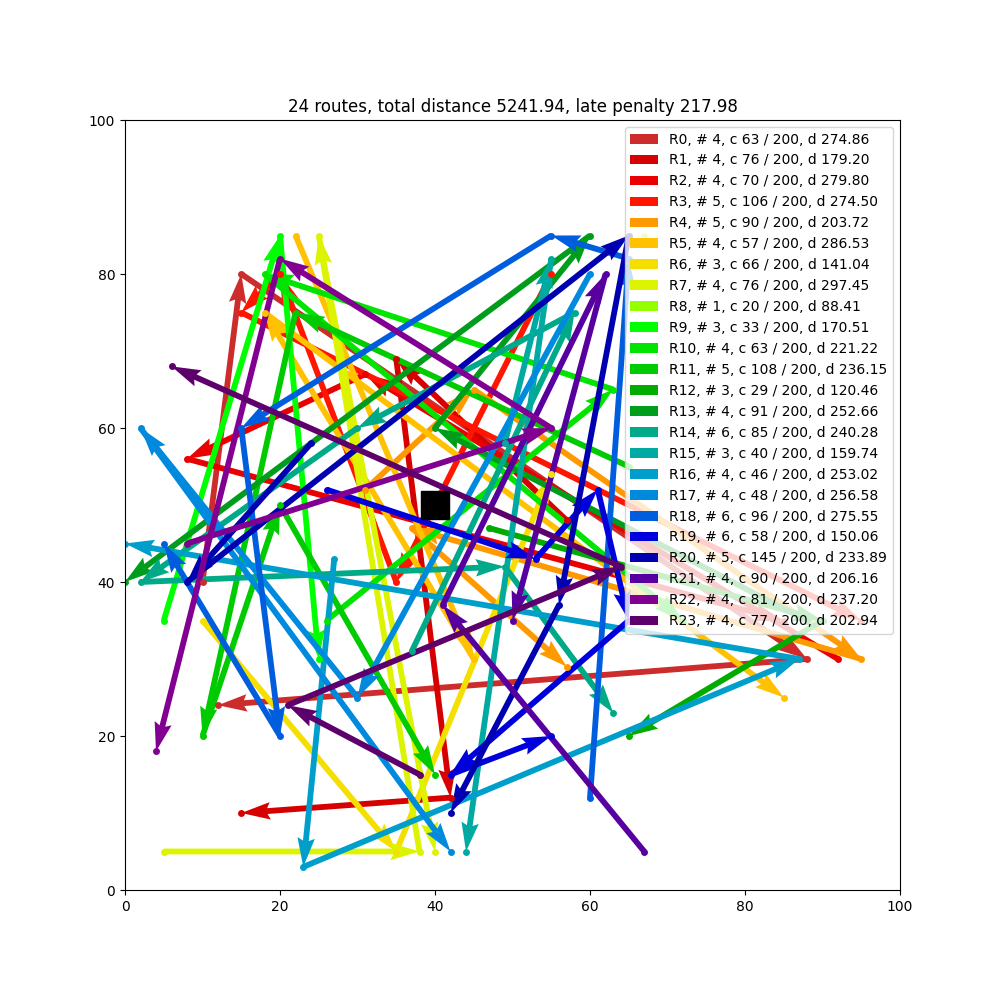 24 routes, total distance 5241.94, late penalty 217.98
100
80
60
40
20
0
0
20
40
60
80
100
R0, # 4, c 63 / 200, d 274.86
R1, # 4, c 76 / 200, d 179.20
R2, # 4, c 70 / 200, d 279.80
R3, # 5, c 106 / 200, d 274.50
R4, # 5, c 90 / 200, d 203.72
R5, # 4, c 57 / 200, d 286.53
R6, # 3, c 66 / 200, d 141.04
R7, # 4, c 76 / 200, d 297.45
R8, # 1, c 20 / 200, d 88.41
R9, # 3, c 33 / 200, d 170.51
R10, # 4, c 63 / 200, d 221.22
R11, # 5, c 108 / 200, d 236.15
R12, # 3, c 29 / 200, d 120.46
R13, # 4, c 91 / 200, d 252.66
R14, # 6, c 85 / 200, d 240.28
R15, # 3, c 40 / 200, d 159.74
R16, # 4, c 46 / 200, d 253.02
R17, # 4, c 48 / 200, d 256.58
R18, # 6, c 96 / 200, d 275.55
R19, # 6, c 58 / 200, d 150.06
R20, # 5, c 145 / 200, d 233.89
R21, # 4, c 90 / 200, d 206.16
R22, # 4, c 81 / 200, d 237.20
R23, # 4, c 77 / 200, d 202.94